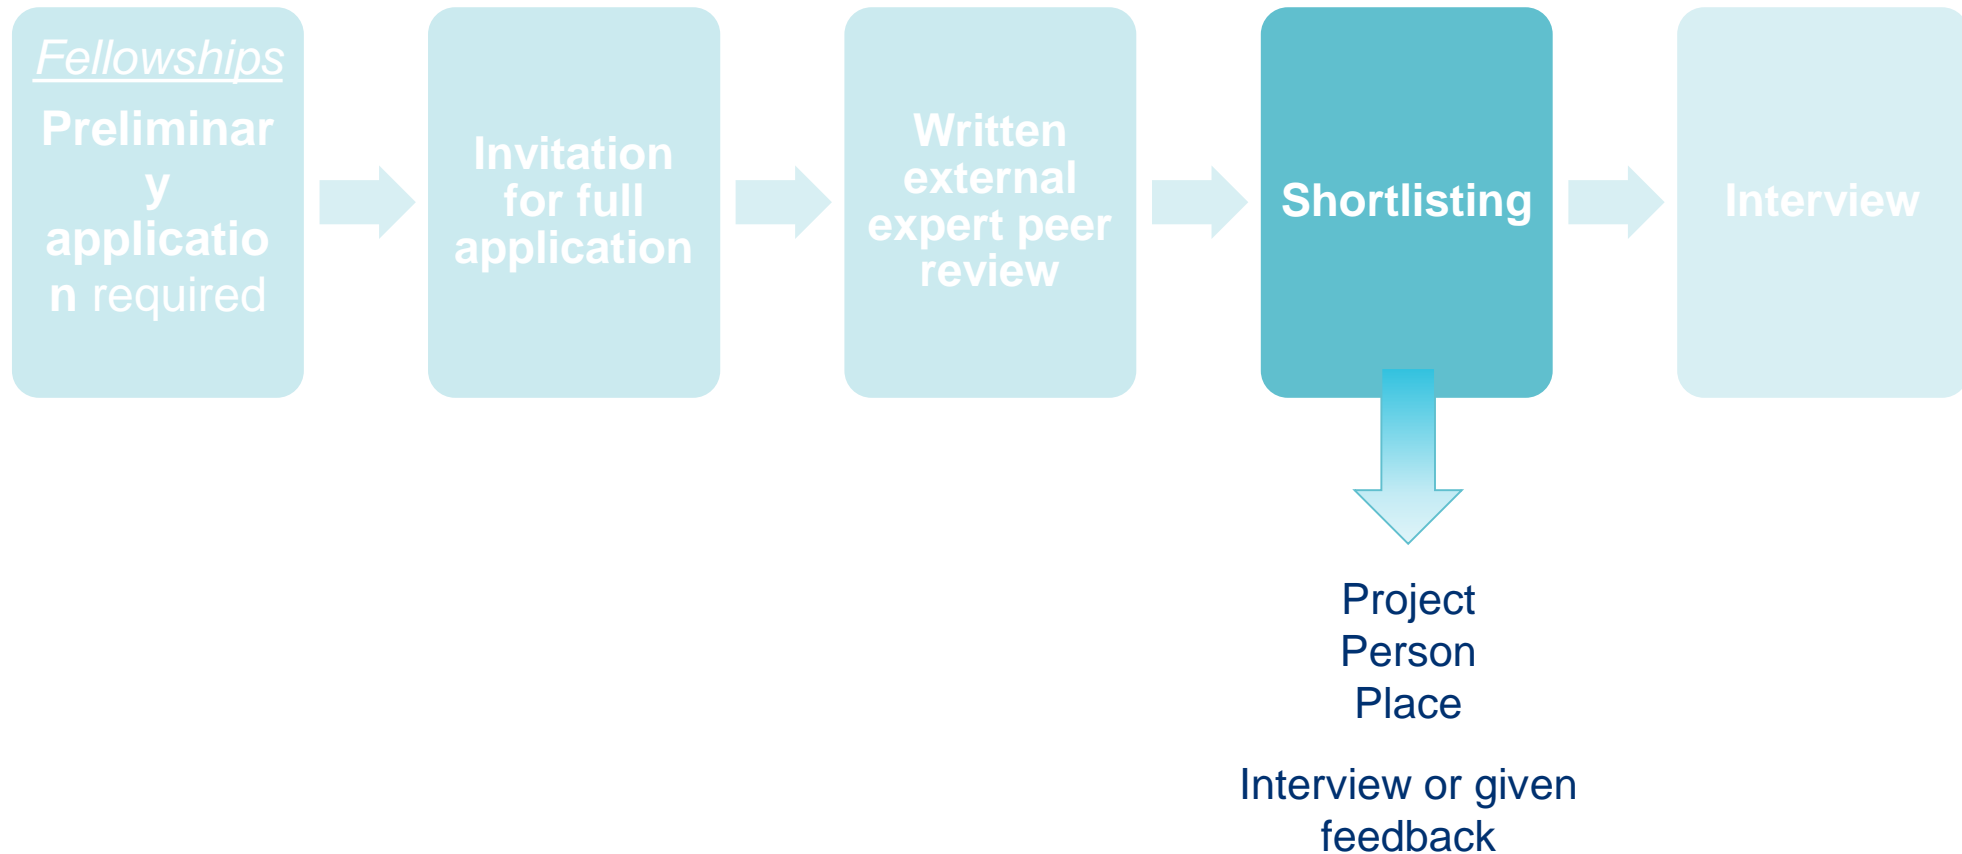 Fellowships
Preliminar
y
applicatio
n required
Invitation
for full
application
Written
external
expert peer
review
Shortlisting
Interview
Project
Person
Place
Interview or given
feedback